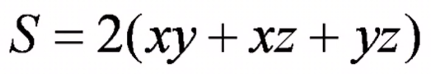 S = 2(xy + xz + yz)